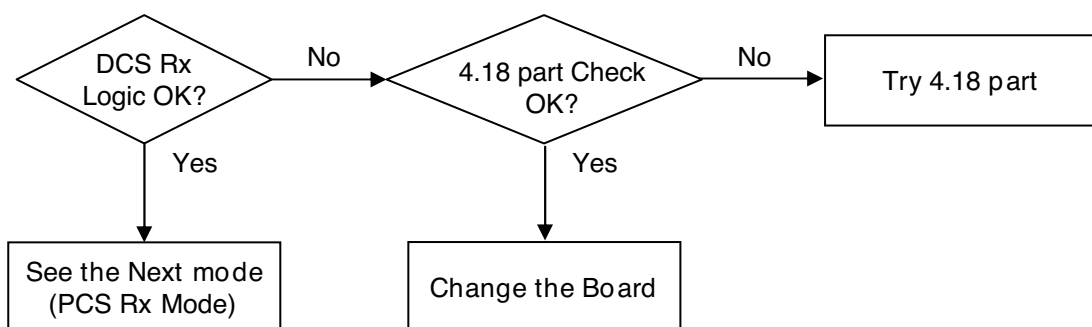 DCS Rx
Logic OK?
No
4.18 part Check
OK?
No
Try 4.18 part
Yes
Yes
See the Next mode
(PCS Rx Mode)
Change the Board